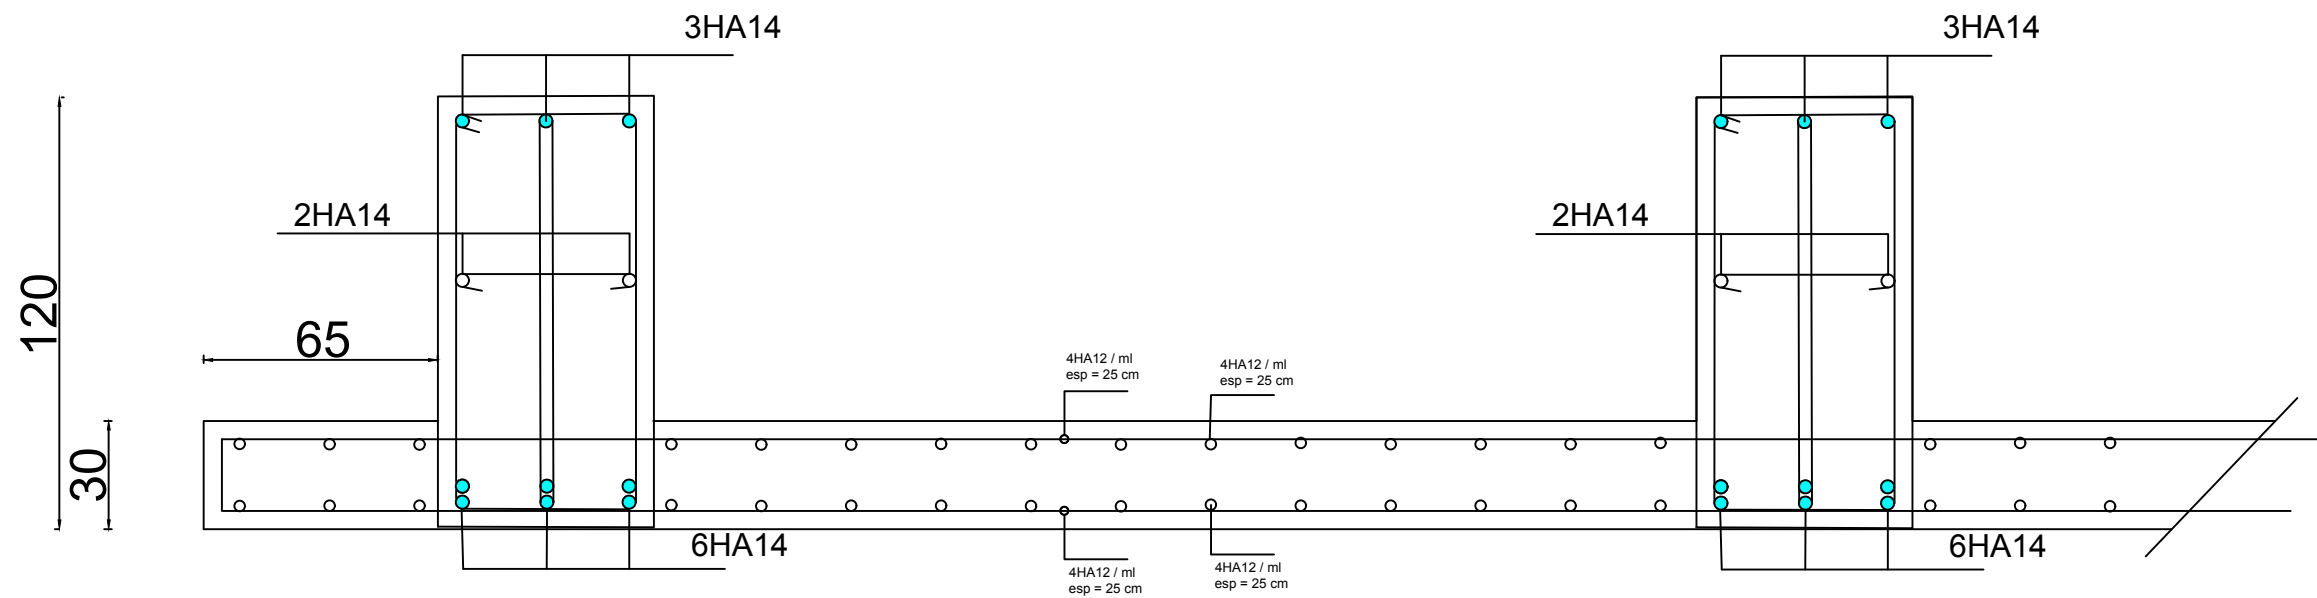 3HA14
3HA14
2HA14
2HA14
120
65
30
4HA12 / ml
esp = 25 cm
4HA12 / ml
esp = 25 cm
6HA14
6HA14
4HA12 / ml
esp = 25 cm
4HA12 / ml
esp = 25 cm